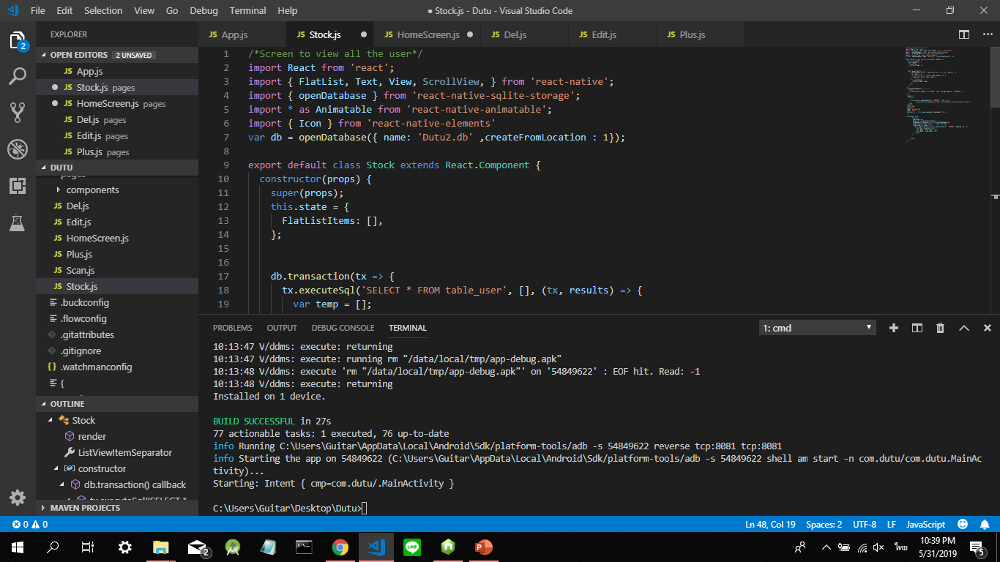 File Edit Selection View Go Debug Terminal Help
● Stock.js - Dutu - Visual Studio Code
EXPLORER
OPEN EDITORS 2 UNSAVED
JS App.js
JS Stock.js pages
JS HomeScreen.js pages
JS Del.js pages
JS Edit.js pages
JS Plus.js pages
DUTU
pages
components
JS Del.js
JS Edit.js
JS HomeScreen.js
JS Plus.js
JS Scan.js
JS Stock.js
.buckconfig
.flowconfig
.gitattributes
.gitignore
{} .watchmanconfig
{
OUTLINE
Stock
render
ListViewItemSeparator
constructor
db.transaction() callback
MAVEN PROJECTS
2
JS App.js JS Stock.js ● JS HomeScreen.js ● JS Del.js JS Edit.js JS Plus.js
1 /*Screen to view all the user*/
2 import React from 'react';
3 import { FlatList, Text, View, ScrollView, } from 'react-native';
4 import { openDatabase } from 'react-native-sqlite-storage';
5 import * as Animatable from 'react-native-animatable';
6 import { Icon } from 'react-native-elements'
7 var db = openDatabase({ name: 'Dutu2.db' ,createFromLocation : 1});
8
9 export default class Stock extends React.Component {
10 constructor(props) {
11 super(props);
12 this.state = {
13 FlatListItems: [],
14 };
15
16
17 db.transaction(tx => {
18 tx.executeSql('SELECT * FROM table_user', [], (tx, results) => {
19 var temp = [];
PROBLEMS OUTPUT DEBUG CONSOLE TERMINAL
1: cmd
10:13:47 V/ddms: execute: returning
10:13:47 V/ddms: execute: running rm "/data/local/tmp/app-debug.apk"
10:13:48 V/ddms: execute 'rm "/data/local/tmp/app-debug.apk"' on '54849622' : EOF hit. Read: -1
10:13:48 V/ddms: execute: returning
Installed on 1 device.
BUILD SUCCESSFUL in 27s
77 actionable tasks: 1 executed, 76 up-to-date
info Running C:\Users\Guitar\AppData\Local\Android\Sdk/platform-tools/adb -s 54849622 reverse tcp:8081 tcp:8081
info Starting the app on 54849622 (C:\Users\Guitar\AppData\Local\Android\Sdk/platform-tools/adb -s 54849622 shell am start -n com.dutu/com.dutu.MainAc
tivity)...
Starting: Intent { cmp=com.dutu/.MainActivity }
C:\Users\Guitar\Desktop\Dutu>
0 0
Ln 48, Col 19 Spaces: 2 UTF-8 LF JavaScript
2
ไทย
10:39 PM
5/31/2019
5